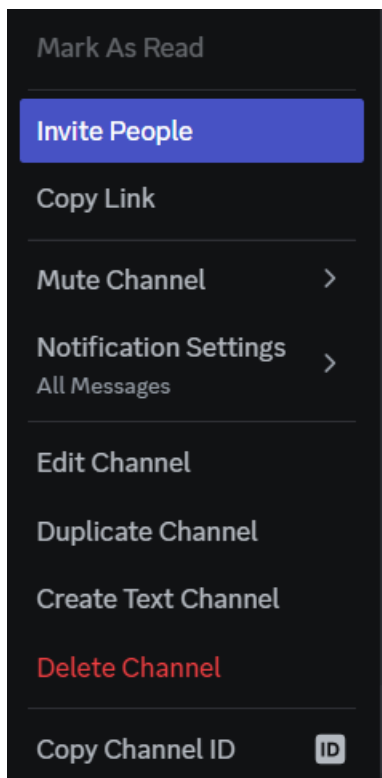 Mark As Read
Invite People
Copy Link
Mute Channel
Notification Settings
All Messages
Edit Channel
Duplicate Channel
Create Text Channel
Delete Channel
Copy Channel ID ID